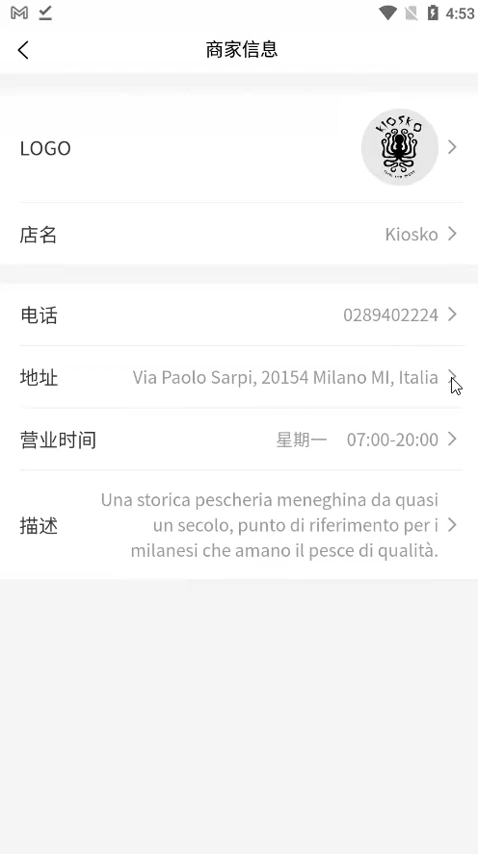 4:53
商家信息
LOGO
KIOSKO
店名
Kiosko
电话
0289402224
地址
Via Paolo Sarpi, 20154 Milano MI, Italia
营业时间
星期一 07:00-20:00
描述
Una storica pescheria meneghina da quasi
un secolo, punto di riferimento per i
milanesi che amano il pesce di qualità.